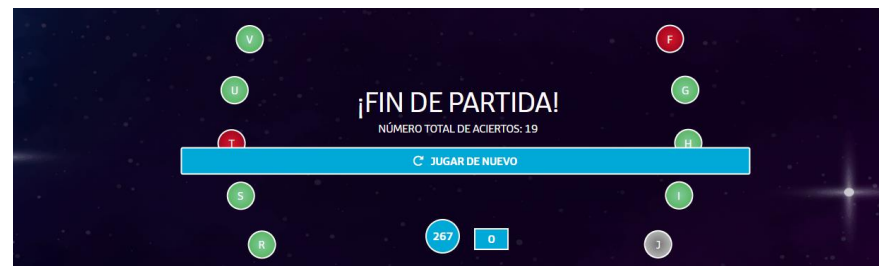 V
F
U
G
¡FIN DE PARTIDA!
NÚMERO TOTAL DE ACIERTOS: 19
T
H
JUGAR DE NUEVO
S
I
R
267
0
J